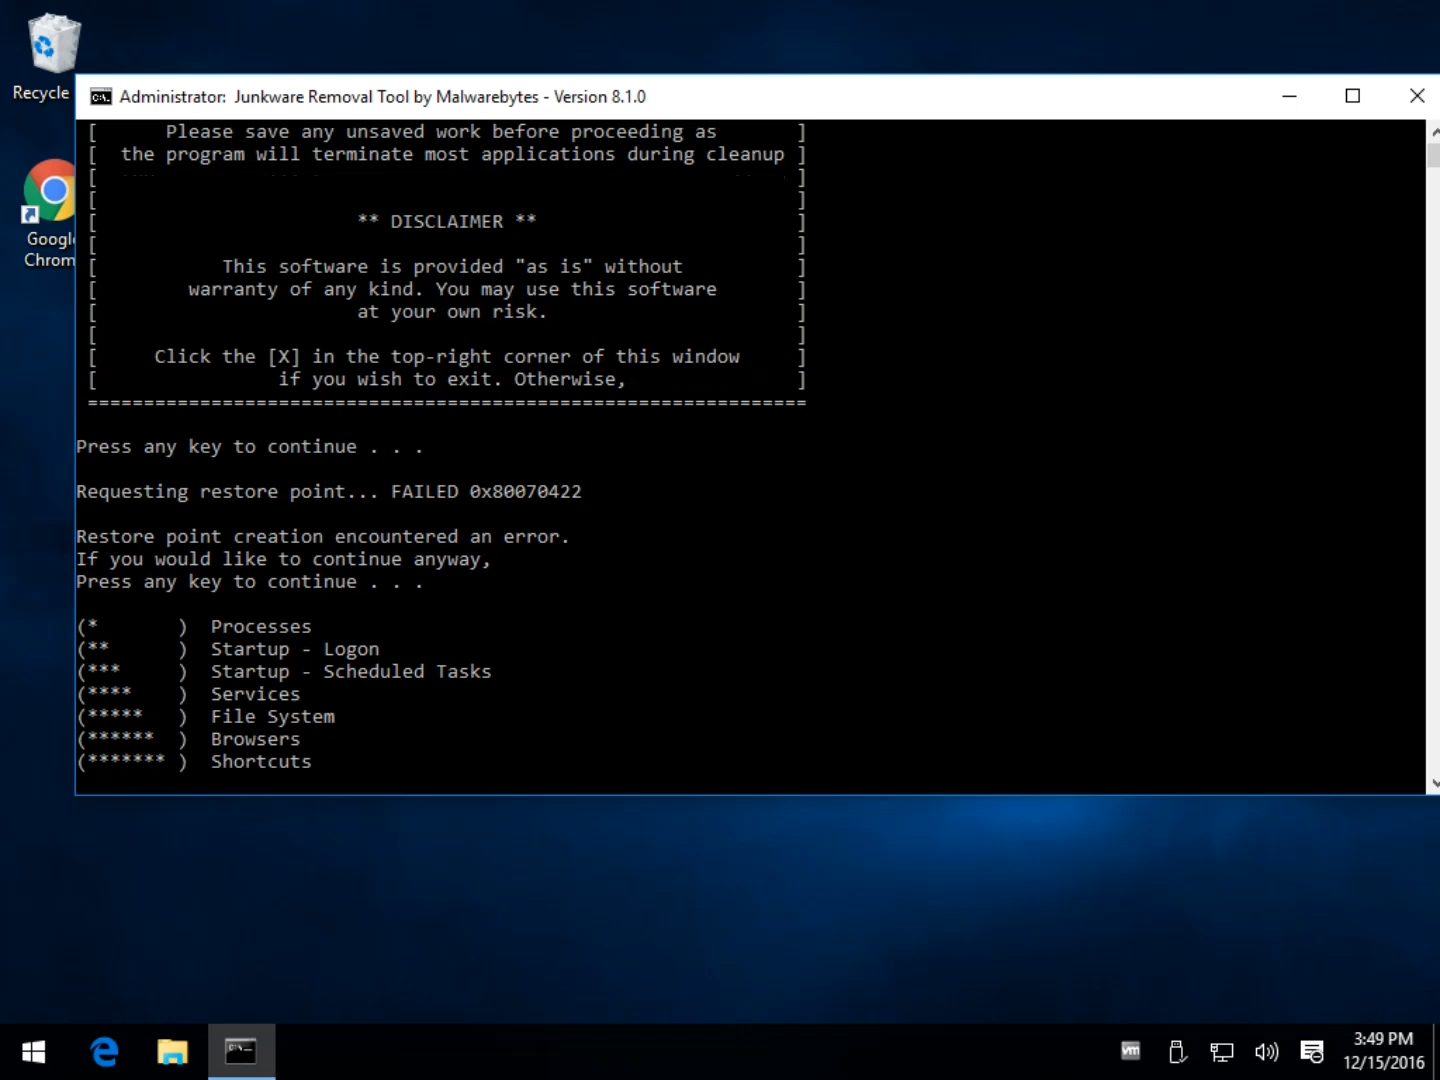 Recycle
Google
Chrom
Administrator: Junkware Removal Tool by Malwarebytes - Version 8.1.0
[ Please save any unsaved work before proceeding as ]
[ the program will terminate most applications during cleanup ]
[ ]
[ ]
[ ** DISCLAIMER ** ]
[ ]
[ This software is provided "as is" without ]
[ warranty of any kind. You may use this software ]
[ at your own risk. ]
[ ]
[ Click the [X] in the top-right corner of this window ]
[ if you wish to exit. Otherwise, ]
================================================================
Press any key to continue . . .
Requesting restore point... FAILED 0x80070422
Restore point creation encountered an error.
If you would like to continue anyway,
Press any key to continue . . .
(* ) Processes
(** ) Startup - Logon
(*** ) Startup - Scheduled Tasks
(**** ) Services
(***** ) File System
(****** ) Browsers
(******* ) Shortcuts
vm
3:49 PM
12/15/2016